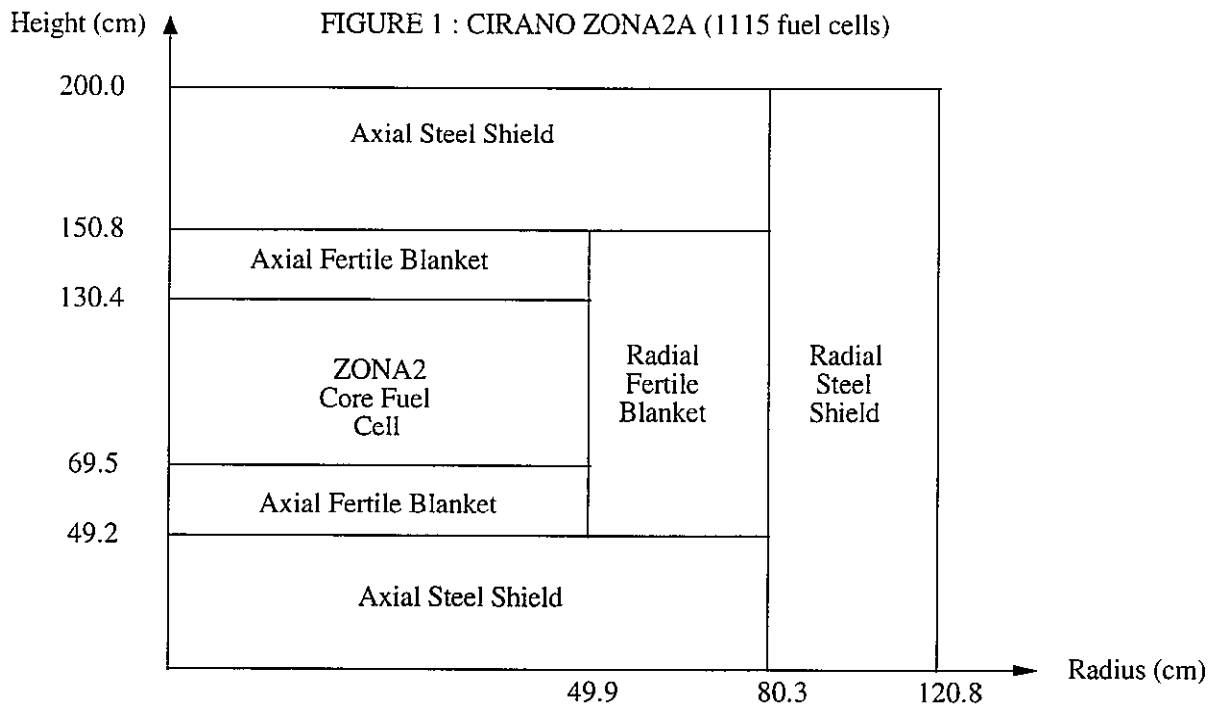 Height (cm)
FIGURE 1 : CIRANO ZONA2A (1115 fuel cells)
200.0
Axial Steel Shield
150.8
Axial Fertile Blanket
130.4
ZONA2
Core Fuel
Cell
Radial
Fertile
Blanket
Radial
Steel
Shield
69.5
Axial Fertile Blanket
49.2
Axial Steel Shield
Radius (cm)
49.9
80.3
120.8